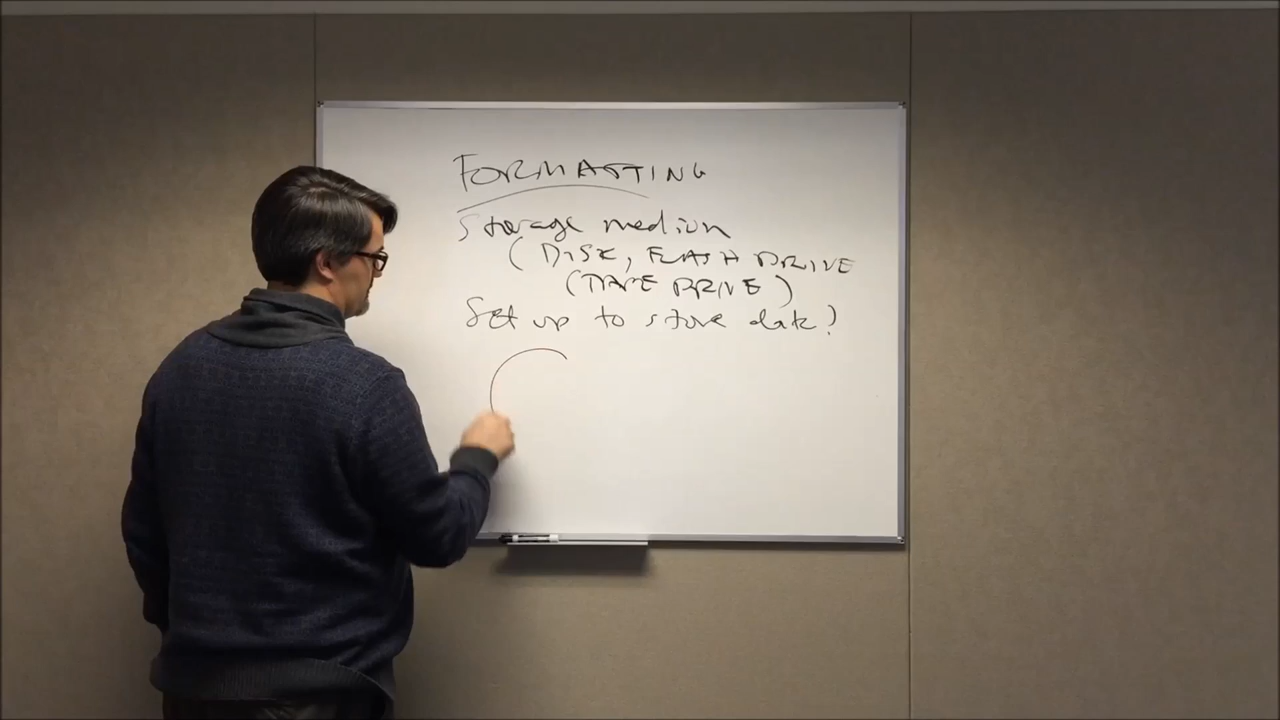 FORMATTING
Storage medium
(DISK, FLASH DRIVE
(TAPE DRIVE)
Set up to store data?